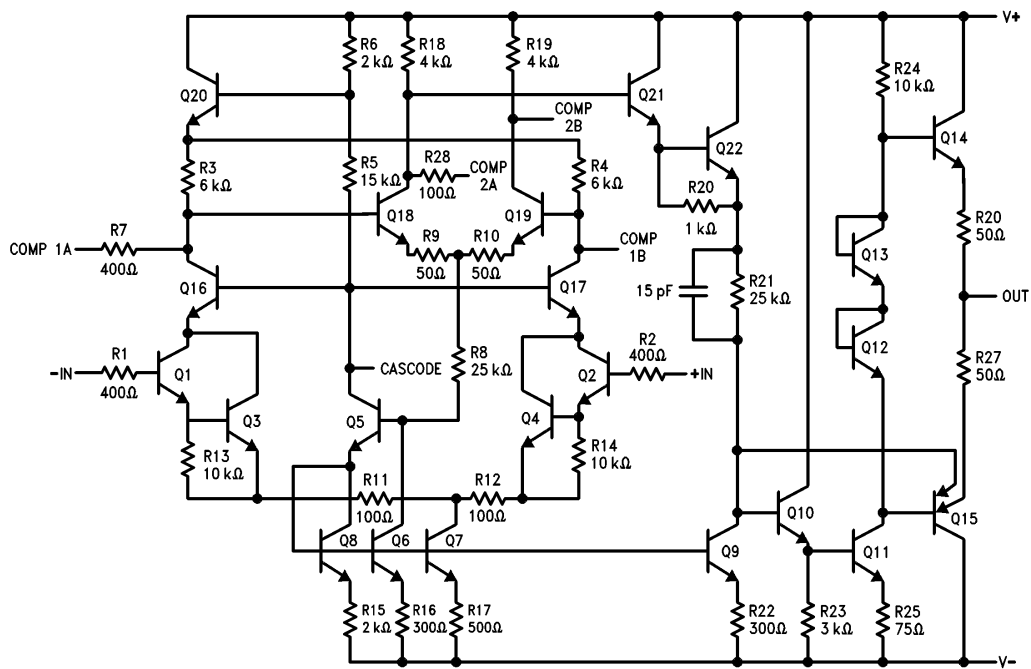 V+
R6
2 kΩ
R18
4 kΩ
R19
4 kΩ
R24
10 kΩ
Q20
Q21
COMP
2B
Q14
Q22
R3
6 kΩ
R5
15 kΩ
R28
100Ω
COMP
2A
R4
6 kΩ
R20
1 kΩ
Q18
Q19
R20
50Ω
COMP 1A
R7
400Ω
R9
50Ω
R10
50Ω
COMP
1B
Q13
Q16
Q17
15 pF
R21
25 kΩ
OUT
Q12
-IN
R1
400Ω
Q1
CASCODE
R8
25 kΩ
Q2
R2
400Ω
+IN
R27
50Ω
Q3
Q5
Q4
R13
10 kΩ
R14
10 kΩ
R11
100Ω
R12
100Ω
Q10
Q15
Q8
Q6
Q7
Q9
Q11
R15
2 kΩ
R16
300Ω
R17
500Ω
R22
300Ω
R23
3 kΩ
R25
75Ω
V-